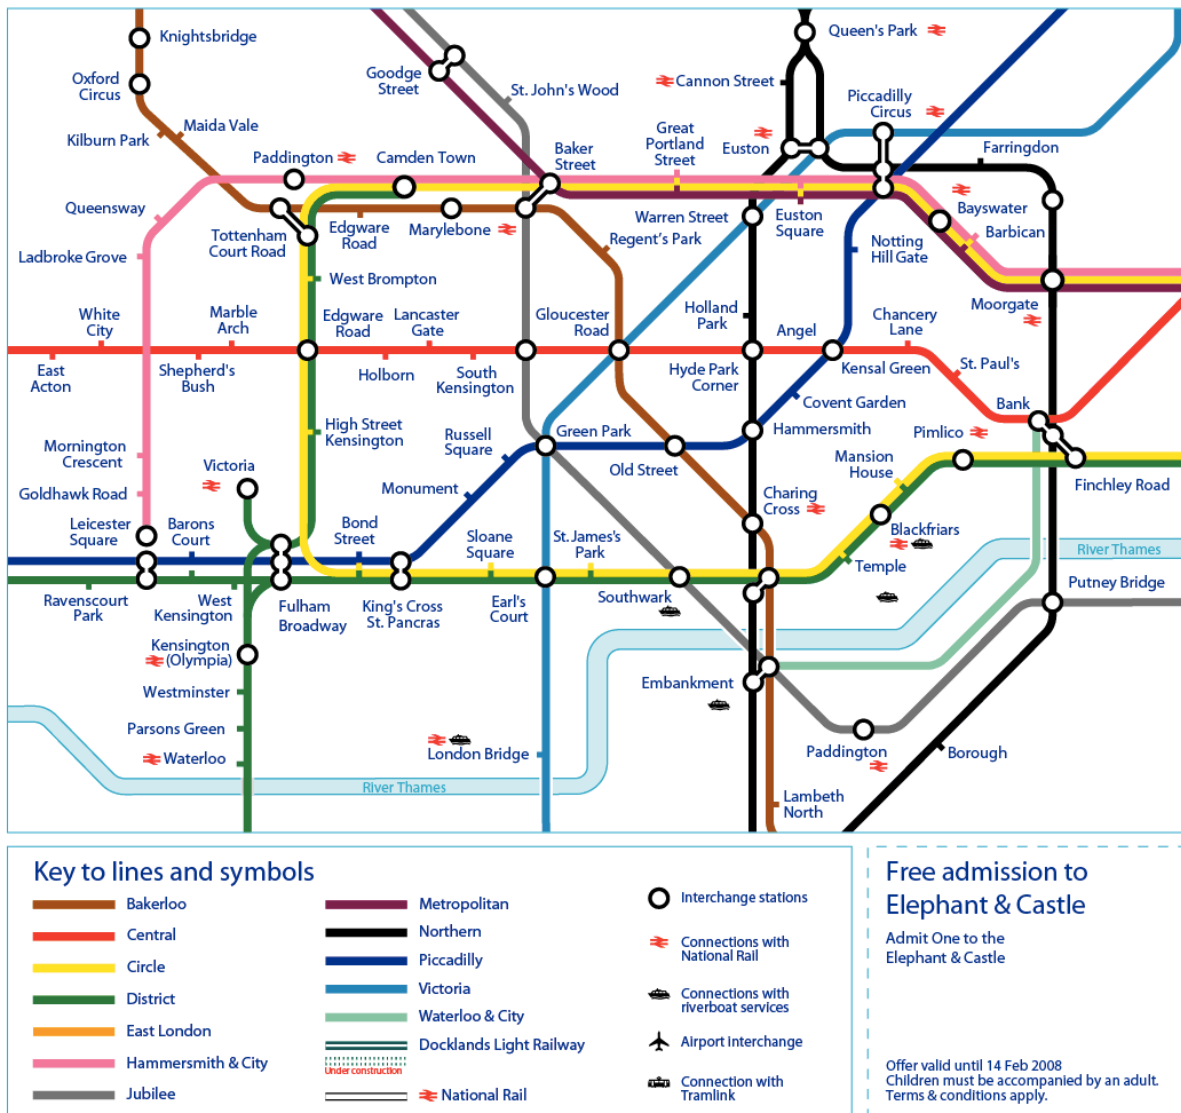 Knightsbridge
Queen's Park
Oxford
Circus
Goodge
Street
Cannon Street
St. John's Wood
Piccadilly
Circus
Kilburn Park
Maida Vale
Great
Portland
Street
Euston
Farringdon
Paddington
Camden Town
Baker
Street
Queensway
Bayswater
Warren Street
Euston
Square
Barbican
Tottenham
Court Road
Edgware
Road
Marylebone
Regent's Park
Notting
Hill Gate
Ladbroke Grove
West Brompton
White
City
Marble
Arch
Edgware
Road
Lancaster
Gate
Gloucester
Road
Holland
Park
Angel
Chancery
Lane
Moorgate
East
Acton
Shepherd's
Bush
Holborn
South
Kensington
Hyde Park
Corner
Kensal Green
St. Paul's
Covent Garden
Bank
High Street
Kensington
Russell
Square
Green Park
Old Street
Hammersmith
Pimlico
Mornington
Crescent
Victoria
Mansion
House
Goldhawk Road
Monument
Finchley Road
Charing
Cross
Leicester
Square
Barons
Court
Bond
Street
Sloane
Square
St. James's
Park
Blackfriars
River Thames
Temple
Putney Bridge
Ravenscourt
Park
West
Kensington
Fulham
Broadway
King's Cross
St. Pancras
Earl's
Court
Southwark
Kensington
(Olympia)
Westminster
Embankment
Parsons Green
Waterloo
London Bridge
Paddington
Borough
River Thames
Lambeth
North
Key to lines and symbols
Bakerloo
Central
Circle
District
East London
Hammersmith & City
Jubilee
Metropolitan
Northern
Piccadilly
Victoria
Waterloo & City
Docklands Light Railway
Under construction
National Rail
Interchange stations
Connections with
National Rail
Connections with
riverboat services
Airport interchange
Connection with
Tramlink
Free admission to
Elephant & Castle
Admit One to the
Elephant & Castle
Offer valid until 14 Feb 2008
Children must be accompanied by an adult.
Terms & conditions apply.